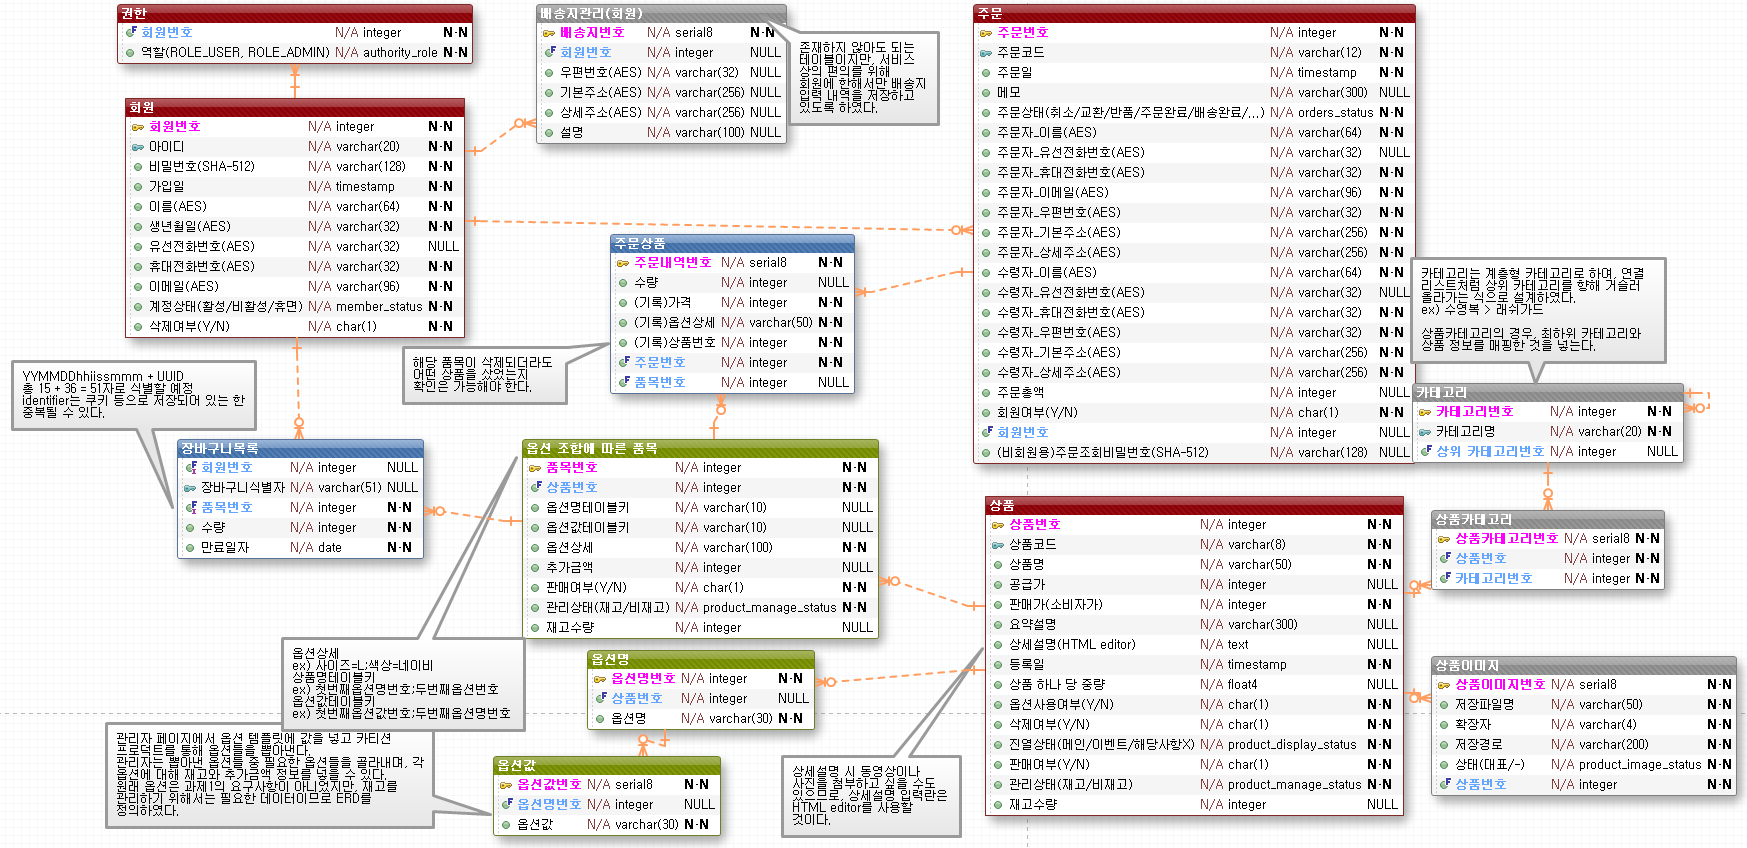 권한
회원번호 N/A integer N-N
역할(ROLE_USER, ROLE_ADMIN) N/A authority_role N-N
회원
회원번호 N/A integer N-N
아이디 N/A varchar(20) N-N
비밀번호(SHA-512) N/A varchar(128) N-N
가입일 N/A timestamp N-N
이름(AES) N/A varchar(64) N-N
생년월일(AES) N/A varchar(32) N-N
유선전화번호(AES) N/A varchar(32) NULL
휴대전화번호(AES) N/A varchar(32) N-N
이메일(AES) N/A varchar(96) N-N
계정상태(활성/비활성/휴면) N/A member_status N-N
삭제여부(Y/N) N/A char(1) N-N
배송지관리(회원)
배송지번호 N/A serial8 N-N
회원번호 N/A integer NULL
우편번호(AES) N/A varchar(32) NULL
기본주소(AES) N/A varchar(256) NULL
상세주소(AES) N/A varchar(256) NULL
설명 N/A varchar(100) NULL
존재하지 않아도 되는
테이블이지만, 서비스
상의 편의를 위해
회원에 한해서만 배송지
입력 내역을 저장하고
있도록 하였다.
주문
주문번호 N/A integer N-N
주문코드 N/A varchar(12) N-N
주문일 N/A timestamp N-N
메모 N/A varchar(300) NULL
주문상태(취소/교환/반품/주문완료/배송완료/...) N/A orders_status N-N
주문자_이름(AES) N/A varchar(64) N-N
주문자_유선전화번호(AES) N/A varchar(32) NULL
주문자_휴대전화번호(AES) N/A varchar(32) N-N
주문자_이메일(AES) N/A varchar(96) N-N
주문자_우편번호(AES) N/A varchar(32) N-N
주문자_기본주소(AES) N/A varchar(256) N-N
주문자_상세주소(AES) N/A varchar(256) N-N
수령자_이름(AES) N/A varchar(64) N-N
수령자_유선전화번호(AES) N/A varchar(32) NULL
수령자_휴대전화번호(AES) N/A varchar(32) N-N
수령자_우편번호(AES) N/A varchar(32) N-N
수령자_기본주소(AES) N/A varchar(256) N-N
수령자_상세주소(AES) N/A varchar(256) N-N
주문총액 N/A integer NULL
회원여부(Y/N) N/A char(1) N-N
회원번호 N/A integer NULL
(비회원용)주문조회비밀번호(SHA-512) N/A varchar(128) NULL
주문상품
주문내역번호 N/A serial8 N-N
수량 N/A integer NULL
(기록)가격 N/A integer N-N
(기록)옵션상세 N/A varchar(50) N-N
(기록)상품번호 N/A integer N-N
주문번호 N/A integer N-N
품목번호 N/A integer NULL
해당 품목이 삭제되더라도
어떤 상품을 샀었는지
확인은 가능해야 한다.
카테고리는 계층형 카테고리로 하며, 연결
리스트처럼 상위 카테고리를 향해 거슬러
올라가는 식으로 설계하였다.
ex) 수영복 > 래쉬가드
상품카테고리의 경우, 최하위 카테고리와
상품 정보를 매핑한 것을 넣는다.
카테고리
카테고리번호 N/A integer N-N
카테고리명 N/A varchar(20) N-N
상위 카테고리번호 N/A integer NULL
YYMMDDhhiissmmm + UUID
총 15 + 36 = 51자로 식별할 예정
identifier는 쿠키 등으로 저장되어 있는 한
중복될 수 있다.
장바구니목록
회원번호 N/A integer NULL
장바구니식별자 N/A varchar(51) NULL
품목번호 N/A integer N-N
수량 N/A integer N-N
만료일자 N/A date N-N
옵션 조합에 따른 품목
품목번호 N/A integer N-N
상품번호 N/A integer N-N
옵션명테이블키 N/A varchar(10) N-N
옵션값테이블키 N/A varchar(10) N-N
옵션상세 N/A varchar(100) N-N
추가금액 N/A integer NULL
판매여부(Y/N) N/A char(1) N-N
관리상태(재고/비재고) N/A product_manage_status N-N
재고수량 N/A integer NULL
상품
상품번호 N/A integer N-N
상품코드 N/A varchar(8) N-N
상품명 N/A varchar(50) N-N
공급가 N/A integer NULL
판매가(소비자가) N/A integer N-N
요약설명 N/A varchar(300) NULL
상세설명(HTML editor) N/A text NULL
등록일 N/A timestamp N-N
상품 하나 당 중량 N/A float4 NULL
옵션사용여부(Y/N) N/A char(1) N-N
삭제여부(Y/N) N/A char(1) N-N
진열상태(메인/이벤트/해당사항X) N/A product_display_status N-N
판매여부(Y/N) N/A char(1) N-N
관리상태(재고/비재고) N/A product_manage_status N-N
재고수량 N/A integer NULL
상품카테고리
상품카테고리번호 N/A serial8 N-N
상품번호 N/A integer N-N
카테고리번호 N/A integer N-N
옵션상세
ex) 사이즈=L;색상=네이비
상품명테이블키
ex) 첫번째옵션명번호;두번째옵션번호
옵션값테이블키
ex) 첫번째옵션값번호;두번째옵션명번호
옵션명
옵션명번호 N/A integer N-N
상품번호 N/A integer NULL
옵션명 N/A varchar(30) N-N
상품이미지
상품이미지번호 N/A serial8 N-N
저장파일명 N/A varchar(50) N-N
확장자 N/A varchar(4) N-N
저장경로 N/A varchar(200) N-N
상태(대표/-) N/A product_image_status N-N
상품번호 N/A integer N-N
관리자 페이지에서 옵션 템플릿에 값을 넣고 카티션
프로덕트를 통해 옵션들을 뽑아낸다.
관리자는 뽑아낸 옵션들 중 필요한 옵션들을 골라내며, 각
옵션에 대해 재고와 추가금액 정보를 넣을 수 있다.
원래 옵션은 과제1의 요구사항이 아니었지만, 재고를
관리하기 위해서는 필요한 데이터이므로 ERD를
정의하였다.
옵션값
옵션값번호 N/A serial8 N-N
옵션명번호 N/A integer NULL
옵션값 N/A varchar(30) N-N
상세설명 시 동영상이나
사진을 첨부하고 싶을 수도
있으므로, 상세설명 입력란은
HTML editor를 사용할
것이다.